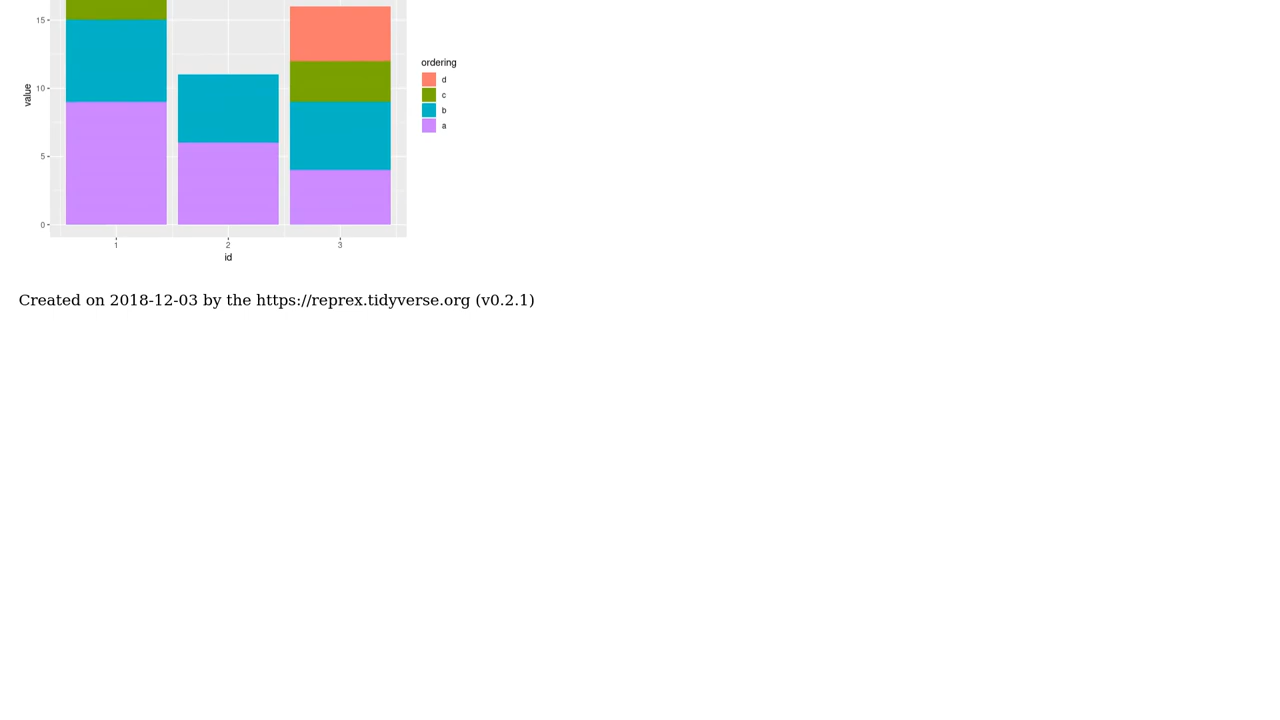 15
10
5
0
value
1 2 3
id
ordering
d
c
b
a
Created on 2018-12-03 by the https://reprex.tidyverse.org (v0.2.1)